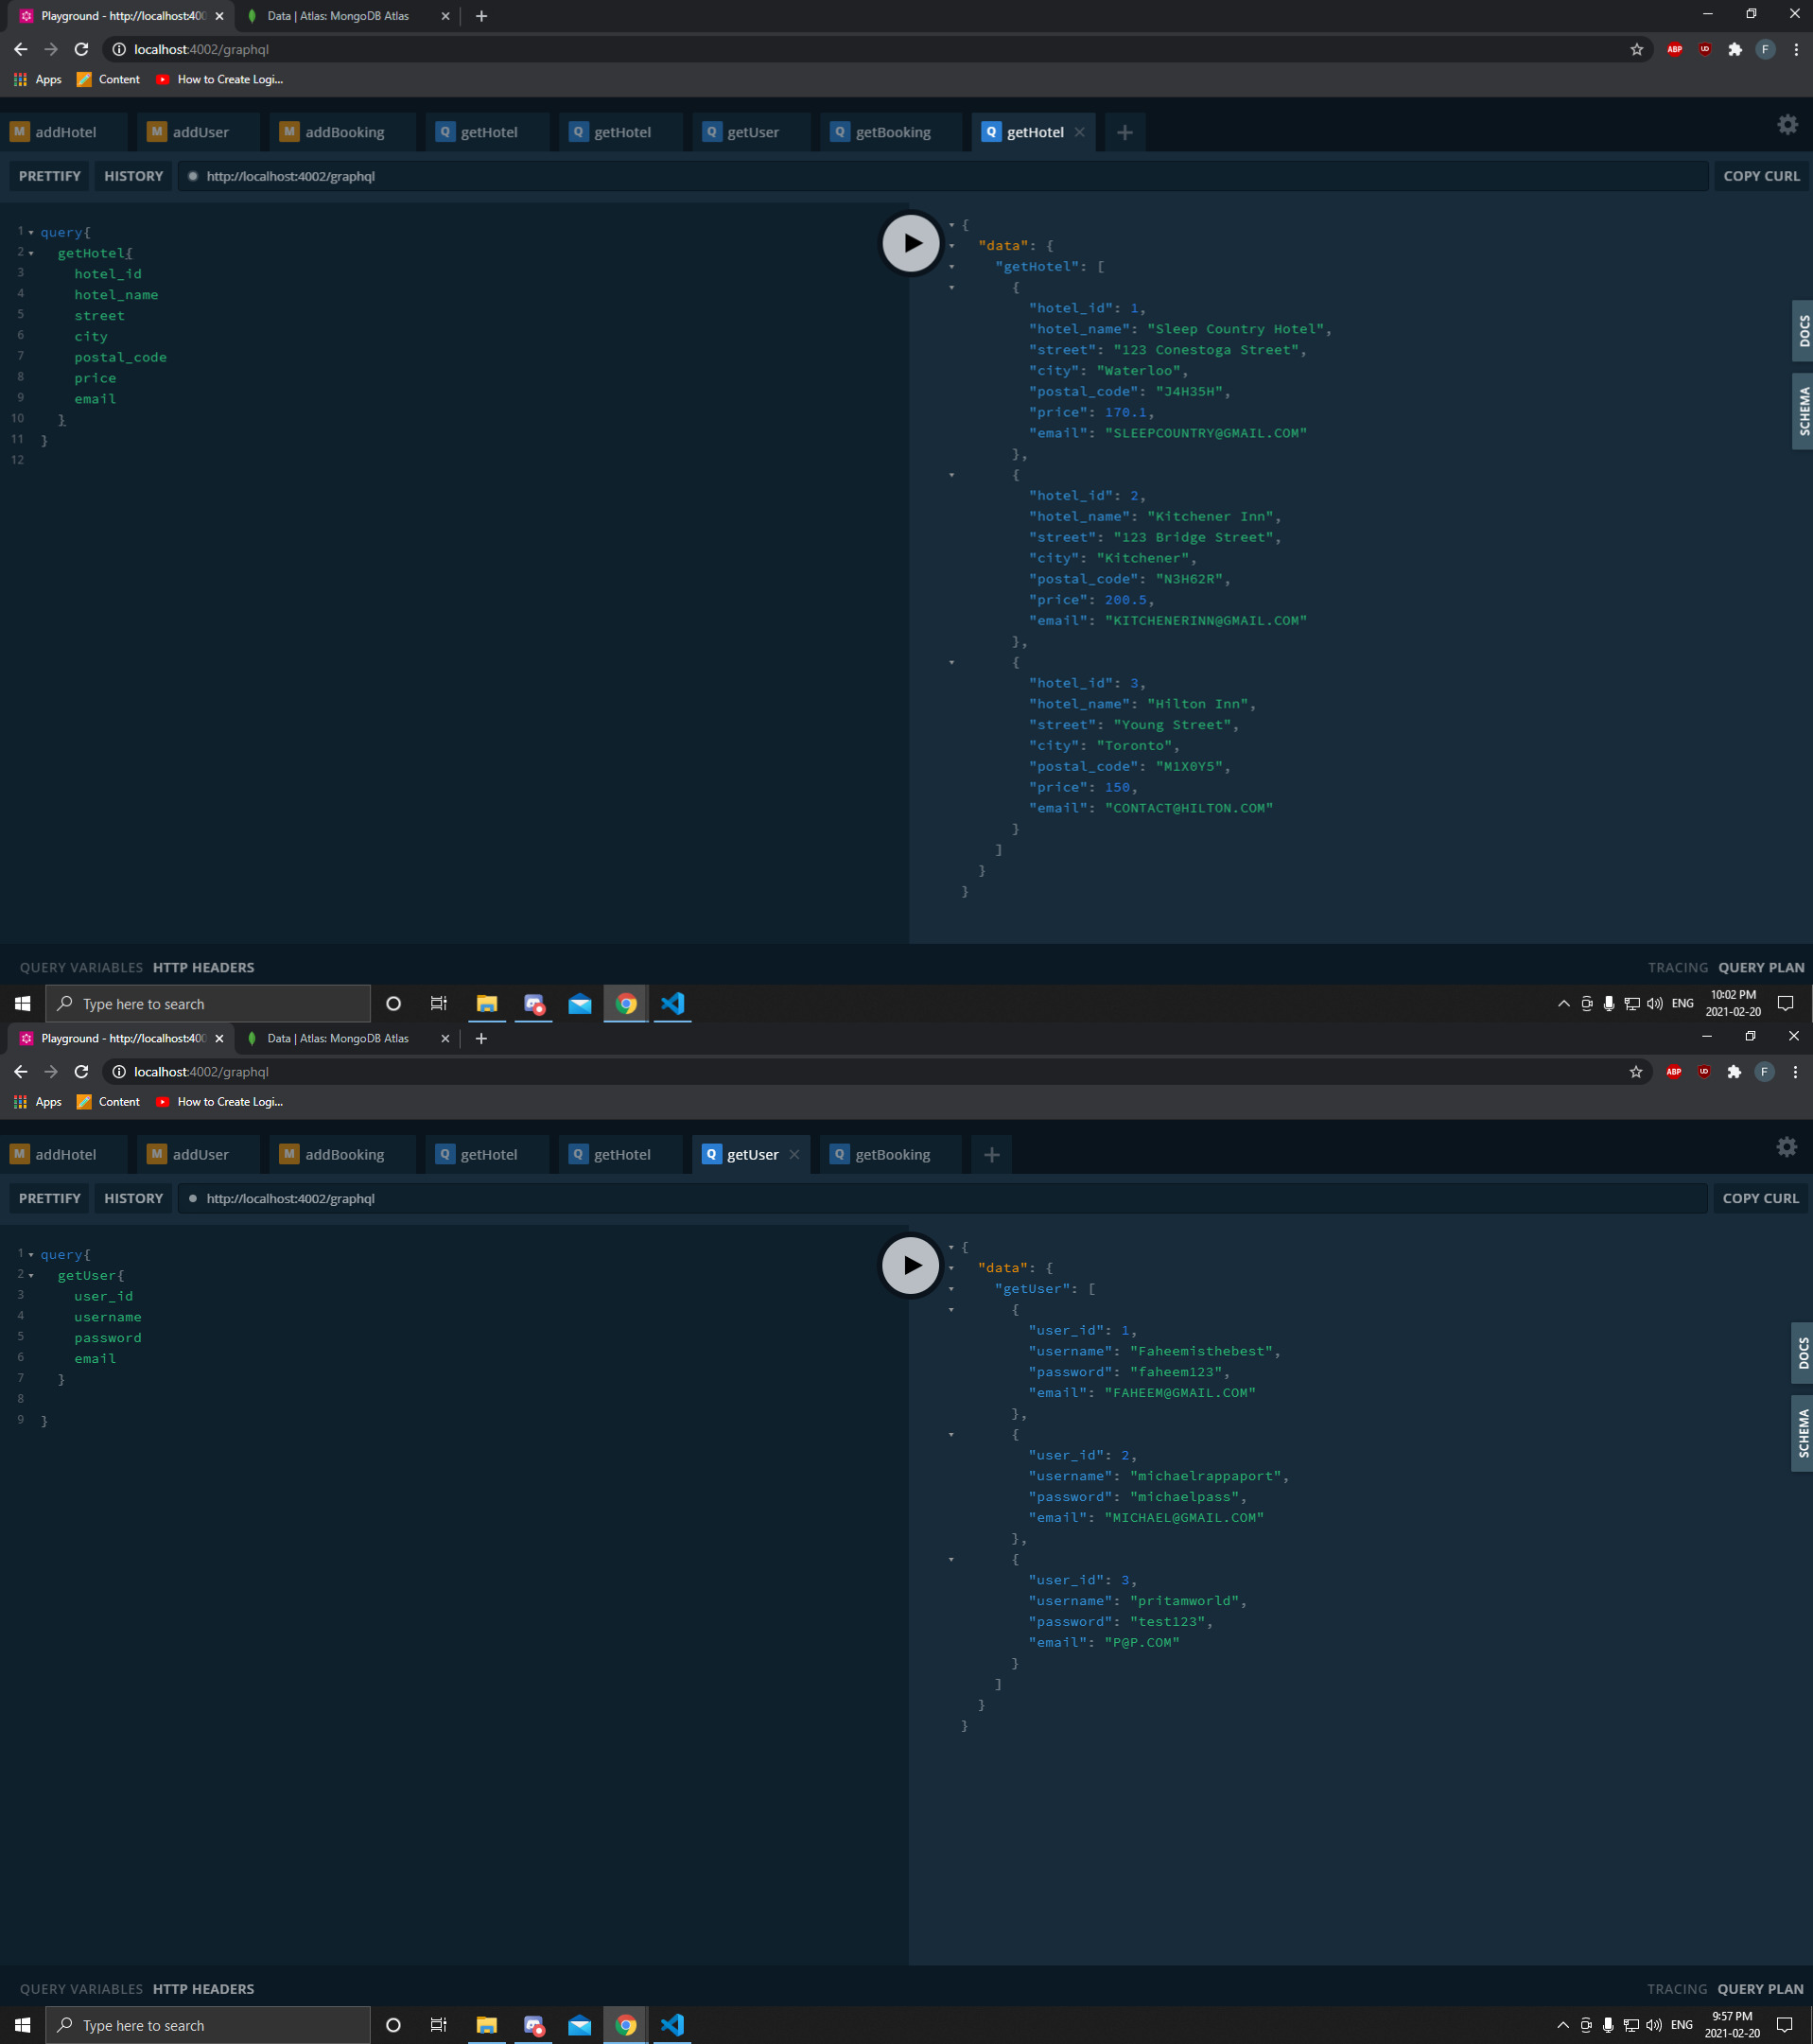 Playground - http://localhost:400
Data | Atlas: MongoDB Atlas
localhost:4002/graphql
ABP
UD
F
Apps
Content
How to Create Logi...
M addHotel
M addUser
M addBooking
Q getHotel
Q getHotel
Q getUser
Q getBooking
Q getHotel
PRETTIFY
HISTORY
http://localhost:4002/graphql
COPY CURL
1 query{
2 getHotel{
3 hotel_id
4 hotel_name
5 street
6 city
7 postal_code
8 price
9 email
10 }
11 }
12
{
"data": {
"getHotel": [
{
"hotel_id": 1,
"hotel_name": "Sleep Country Hotel",
"street": "123 Conestoga Street",
"city": "Waterloo",
"postal_code": "J4H35H",
"price": 170.1,
"email": "SLEEPCOUNTRY@GMAIL.COM"
},
{
"hotel_id": 2,
"hotel_name": "Kitchener Inn",
"street": "123 Bridge Street",
"city": "Kitchener",
"postal_code": "N3H62R",
"price": 200.5,
"email": "KITCHENERINN@GMAIL.COM"
},
{
"hotel_id": 3,
"hotel_name": "Hilton Inn",
"street": "Young Street",
"city": "Toronto",
"postal_code": "M1X0Y5",
"price": 150,
"email": "CONTACT@HILTON.COM"
}
]
}
}
DOCS
SCHEMA
QUERY VARIABLES HTTP HEADERS
TRACING QUERY PLAN
Type here to search
ENG
10:02 PM
2021-02-20
Playground - http://localhost:400
Data | Atlas: MongoDB Atlas
localhost:4002/graphql
ABP
UD
F
Apps
Content
How to Create Logi...
M addHotel
M addUser
M addBooking
Q getHotel
Q getHotel
Q getUser
Q getBooking
PRETTIFY
HISTORY
http://localhost:4002/graphql
COPY CURL
1 query{
2 getUser{
3 user_id
4 username
5 password
6 email
7 }
8
9 }
{
"data": {
"getUser": [
{
"user_id": 1,
"username": "Faheemisthebest",
"password": "faheem123",
"email": "FAHEEM@GMAIL.COM"
},
{
"user_id": 2,
"username": "michaelrappaport",
"password": "michaelpass",
"email": "MICHAEL@GMAIL.COM"
},
{
"user_id": 3,
"username": "pritamworld",
"password": "test123",
"email": "P@P.COM"
}
]
}
}
DOCS
SCHEMA
QUERY VARIABLES HTTP HEADERS
TRACING QUERY PLAN
Type here to search
ENG
9:57 PM
2021-02-20